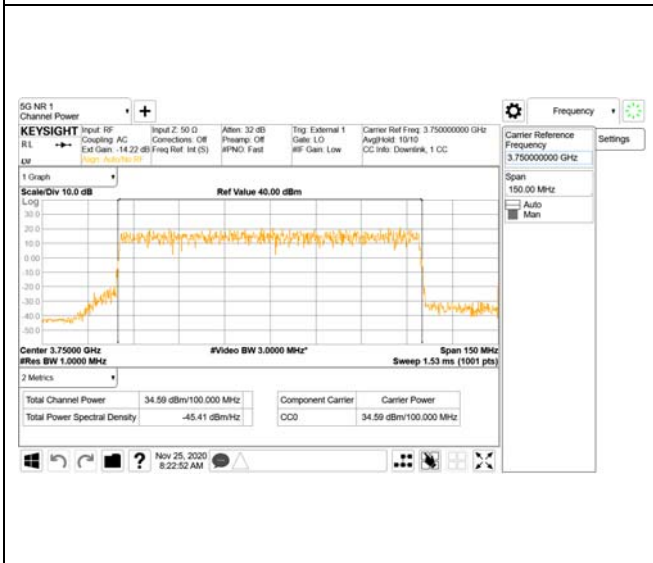 5G NR 1
Channel Power
+
Frequency
KEYSIGHT
RL
Input: RF
Coupling: AC
Ext Gain: -14.22 dB
Align: Auto/No RF
Input Z: 50 Ω
Corrections: Off
Freq Ref: Int (S)
Atten: 32 dB
Preamp: Off
#PNO: Fast
Trig: External 1
Gate: LO
#IF Gain: Low
Carrier Ref Freq: 3.750000000 GHz
Avg|Hold: 10/10
CC Info: Downlink, 1 CC
Carrier Reference
Frequency
3.750000000 GHz
Settings
Span
150.00 MHz
Auto
Man
1 Graph
Scale/Div 10.0 dB
Ref Value 40.00 dBm
Log
30.0
20.0
10.0
0.00
-10.0
-20.0
-30.0
-40.0
-50.0
Center 3.75000 GHz
#Video BW 3.0000 MHz*
Span 150 MHz
#Res BW 1.0000 MHz
Sweep 1.53 ms (1001 pts)
2 Metrics
Total Channel Power
34.59 dBm/100.000 MHz
Total Power Spectral Density
-45.41 dBm/Hz
Component Carrier
Carrier Power
CC0
34.59 dBm/100.000 MHz
?
Nov 25, 2020
8:22:52 AM